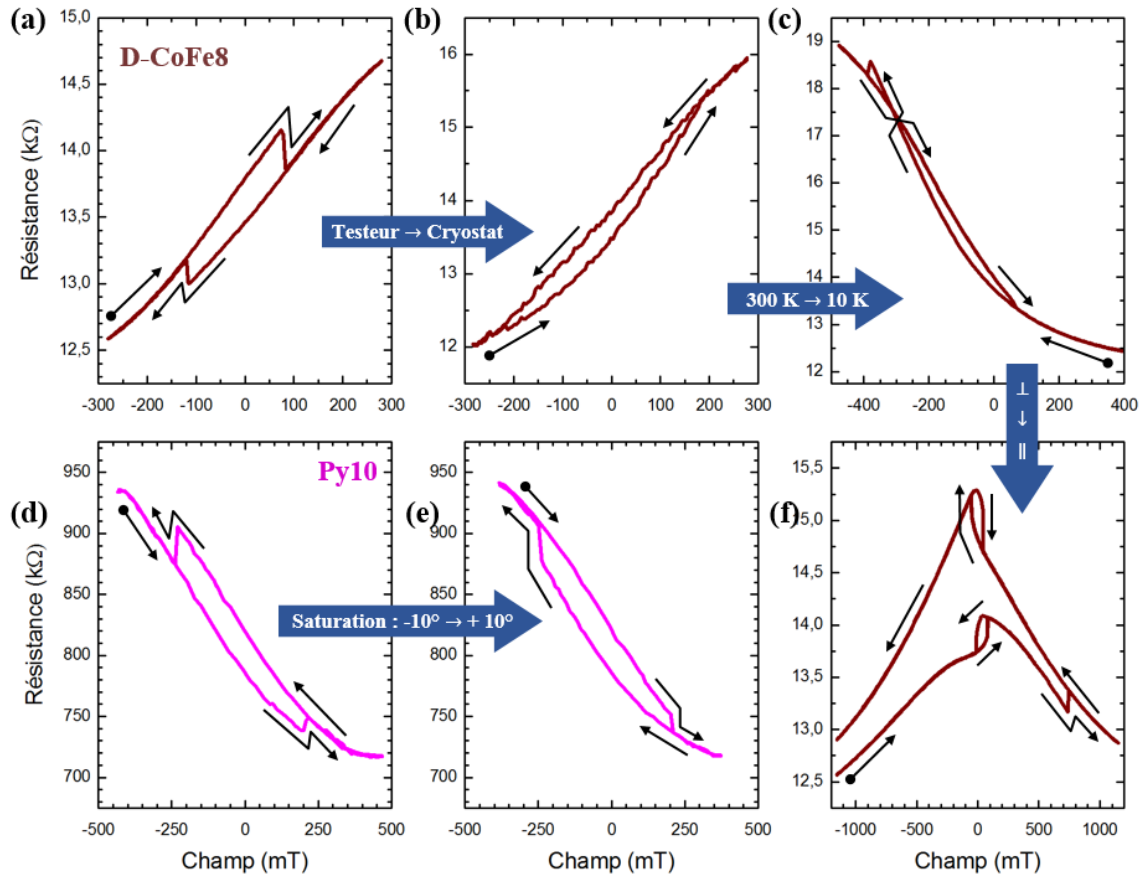 (a)
D-CoFe8
Résistance (kΩ)
15,0
14,5
14,0
13,5
13,0
12,5
-300 -200 -100 0 100 200 300
(b)
16
15
14
13
12
-300 -200 -100 0 100 200 300
Testeur → Cryostat
(c)
19
18
17
16
15
14
13
12
-400 -200 0 200 400
300 K → 10 K
⊥
↓
||
(d)
Py10
Résistance (kΩ)
950
900
850
800
750
700
-500 -250 0 250 500
Champ (mT)
Saturation : -10° → + 10°
(e)
950
900
850
800
750
700
-500 -250 0 250 500
Champ (mT)
(f)
15,5
15,0
14,5
14,0
13,5
13,0
12,5
-1000 -500 0 500 1000
Champ (mT)